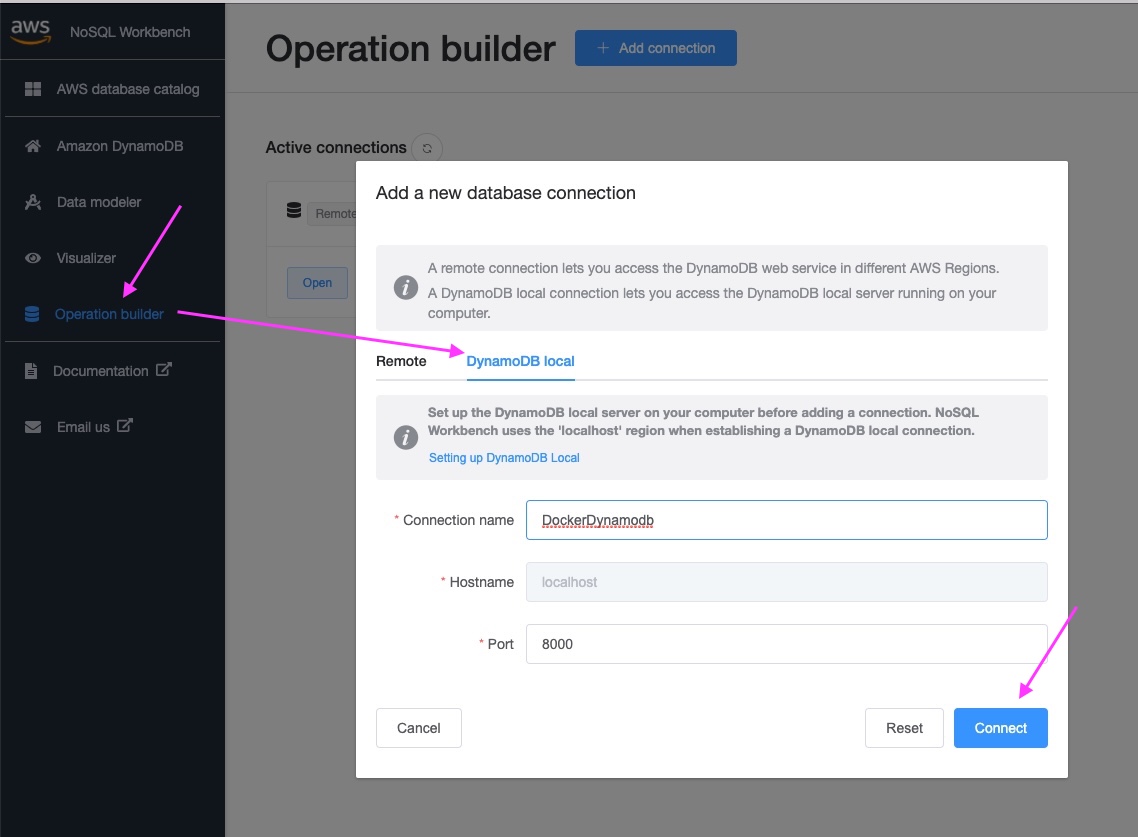 aws
NoSQL Workbench
AWS database catalog
Amazon DynamoDB
Data modeler
Visualizer
Operation builder
Documentation
Email us
Operation builder
+ Add connection
Active connections
Remote
Open
Add a new database connection
i
A remote connection lets you access the DynamoDB web service in different AWS Regions.
A DynamoDB local connection lets you access the DynamoDB local server running on your
computer.
Remote
DynamoDB local
i
Set up the DynamoDB local server on your computer before adding a connection. NoSQL
Workbench uses the 'localhost' region when establishing a DynamoDB local connection.
Setting up DynamoDB Local
* Connection name
DockerDynamodb
* Hostname
localhost
* Port
8000
Cancel
Reset
Connect